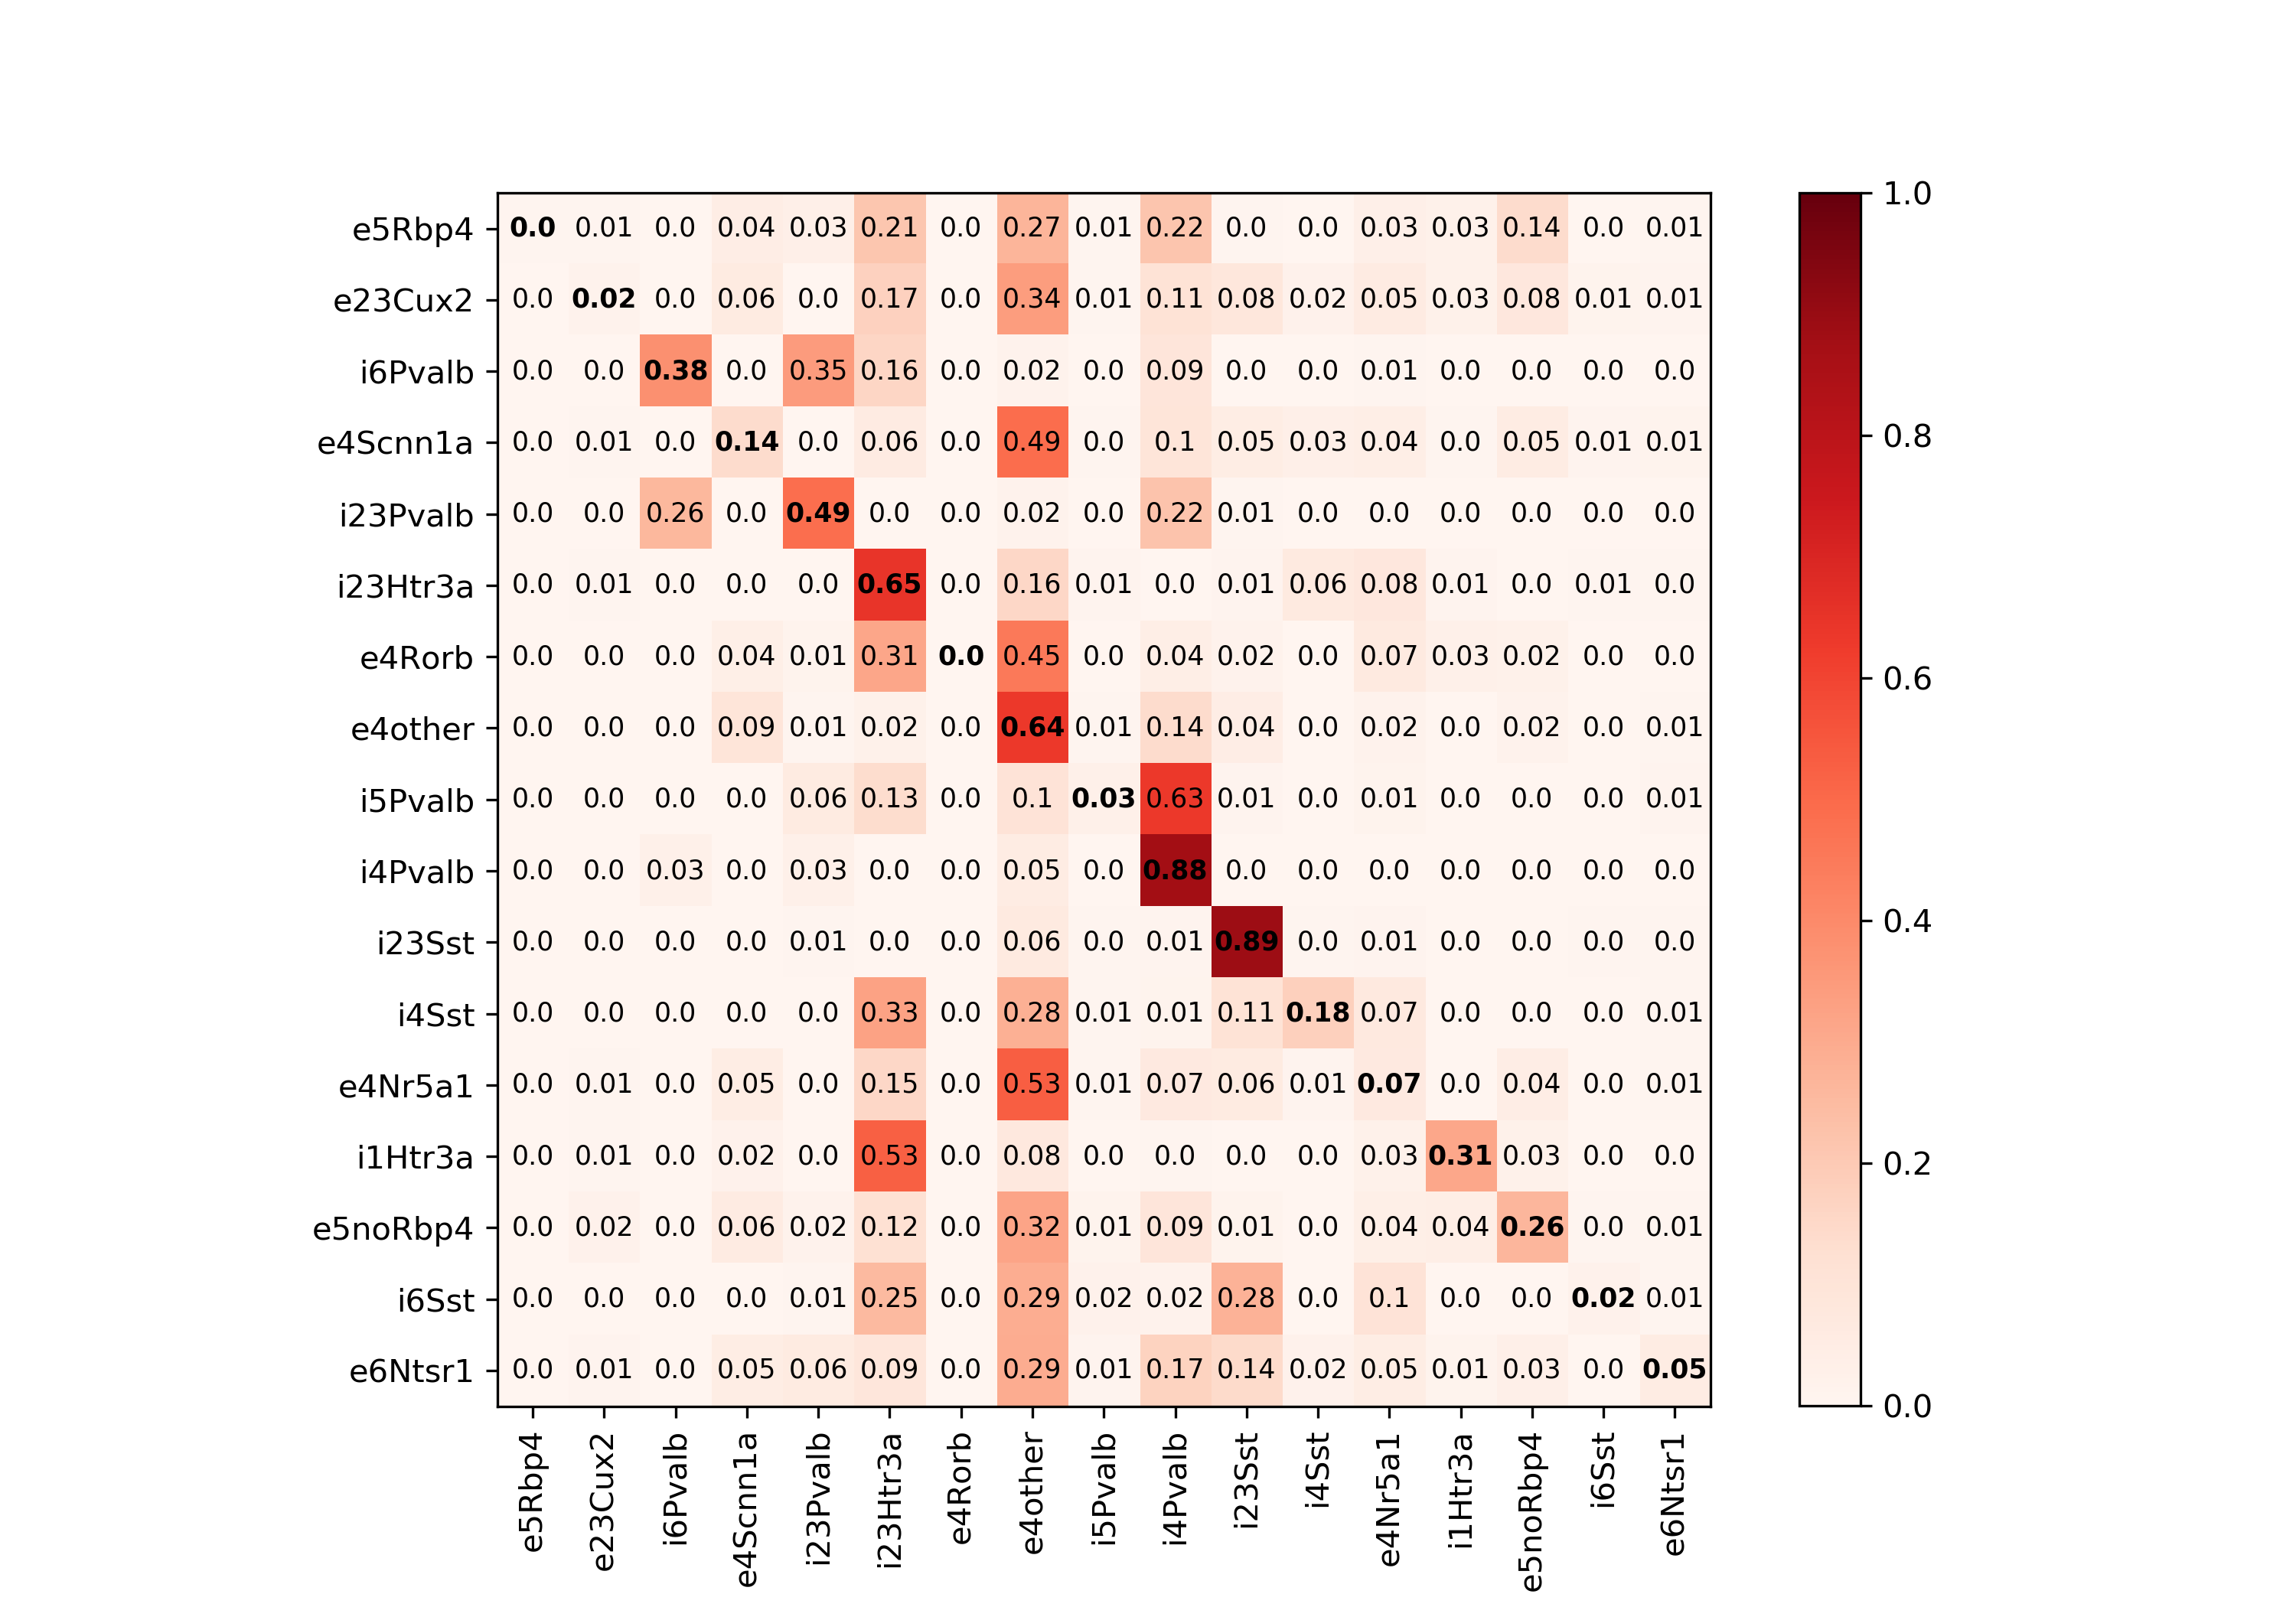 e5Rbp4 0.0 0.01 0.0 0.04 0.03 0.21 0.0 0.27 0.01 0.22 0.0 0.0 0.03 0.03 0.14 0.0 0.01
e23Cux2 0.0 0.02 0.0 0.06 0.0 0.17 0.0 0.34 0.01 0.11 0.08 0.02 0.05 0.03 0.08 0.01 0.01
i6Pvalb 0.0 0.0 0.38 0.0 0.35 0.16 0.0 0.02 0.0 0.09 0.0 0.0 0.01 0.0 0.0 0.0 0.0
e4Scnn1a 0.0 0.01 0.0 0.14 0.0 0.06 0.0 0.49 0.0 0.1 0.05 0.03 0.04 0.0 0.05 0.01 0.01
i23Pvalb 0.0 0.0 0.26 0.0 0.49 0.0 0.0 0.02 0.0 0.22 0.01 0.0 0.0 0.0 0.0 0.0 0.0
i23Htr3a 0.0 0.01 0.0 0.0 0.0 0.65 0.0 0.16 0.01 0.0 0.01 0.06 0.08 0.01 0.0 0.01 0.0
e4Rorb 0.0 0.0 0.0 0.04 0.01 0.31 0.0 0.45 0.0 0.04 0.02 0.0 0.07 0.03 0.02 0.0 0.0
e4other 0.0 0.0 0.0 0.09 0.01 0.02 0.0 0.64 0.01 0.14 0.04 0.0 0.02 0.0 0.02 0.0 0.01
i5Pvalb 0.0 0.0 0.0 0.0 0.06 0.13 0.0 0.1 0.03 0.63 0.01 0.0 0.01 0.0 0.0 0.0 0.01
i4Pvalb 0.0 0.0 0.03 0.0 0.03 0.0 0.0 0.05 0.0 0.88 0.0 0.0 0.0 0.0 0.0 0.0 0.0
i23Sst 0.0 0.0 0.0 0.0 0.01 0.0 0.0 0.06 0.0 0.01 0.89 0.0 0.01 0.0 0.0 0.0 0.0
i4Sst 0.0 0.0 0.0 0.0 0.0 0.33 0.0 0.28 0.01 0.01 0.11 0.18 0.07 0.0 0.0 0.0 0.01
e4Nr5a1 0.0 0.01 0.0 0.05 0.0 0.15 0.0 0.53 0.01 0.07 0.06 0.01 0.07 0.0 0.04 0.0 0.01
i1Htr3a 0.0 0.01 0.0 0.02 0.0 0.53 0.0 0.08 0.0 0.0 0.0 0.0 0.03 0.31 0.03 0.0 0.0
e5noRbp4 0.0 0.02 0.0 0.06 0.02 0.12 0.0 0.32 0.01 0.09 0.01 0.0 0.04 0.04 0.26 0.0 0.01
i6Sst 0.0 0.0 0.0 0.0 0.01 0.25 0.0 0.29 0.02 0.02 0.28 0.0 0.1 0.0 0.0 0.02 0.01
e6Ntsr1 0.0 0.01 0.0 0.05 0.06 0.09 0.0 0.29 0.01 0.17 0.14 0.02 0.05 0.01 0.03 0.0 0.05
e5Rbp4 e23Cux2 i6Pvalb e4Scnn1a i23Pvalb i23Htr3a e4Rorb e4other i5Pvalb i4Pvalb i23Sst i4Sst e4Nr5a1 i1Htr3a e5noRbp4 i6Sst e6Ntsr1
1.0
0.8
0.6
0.4
0.2
0.0